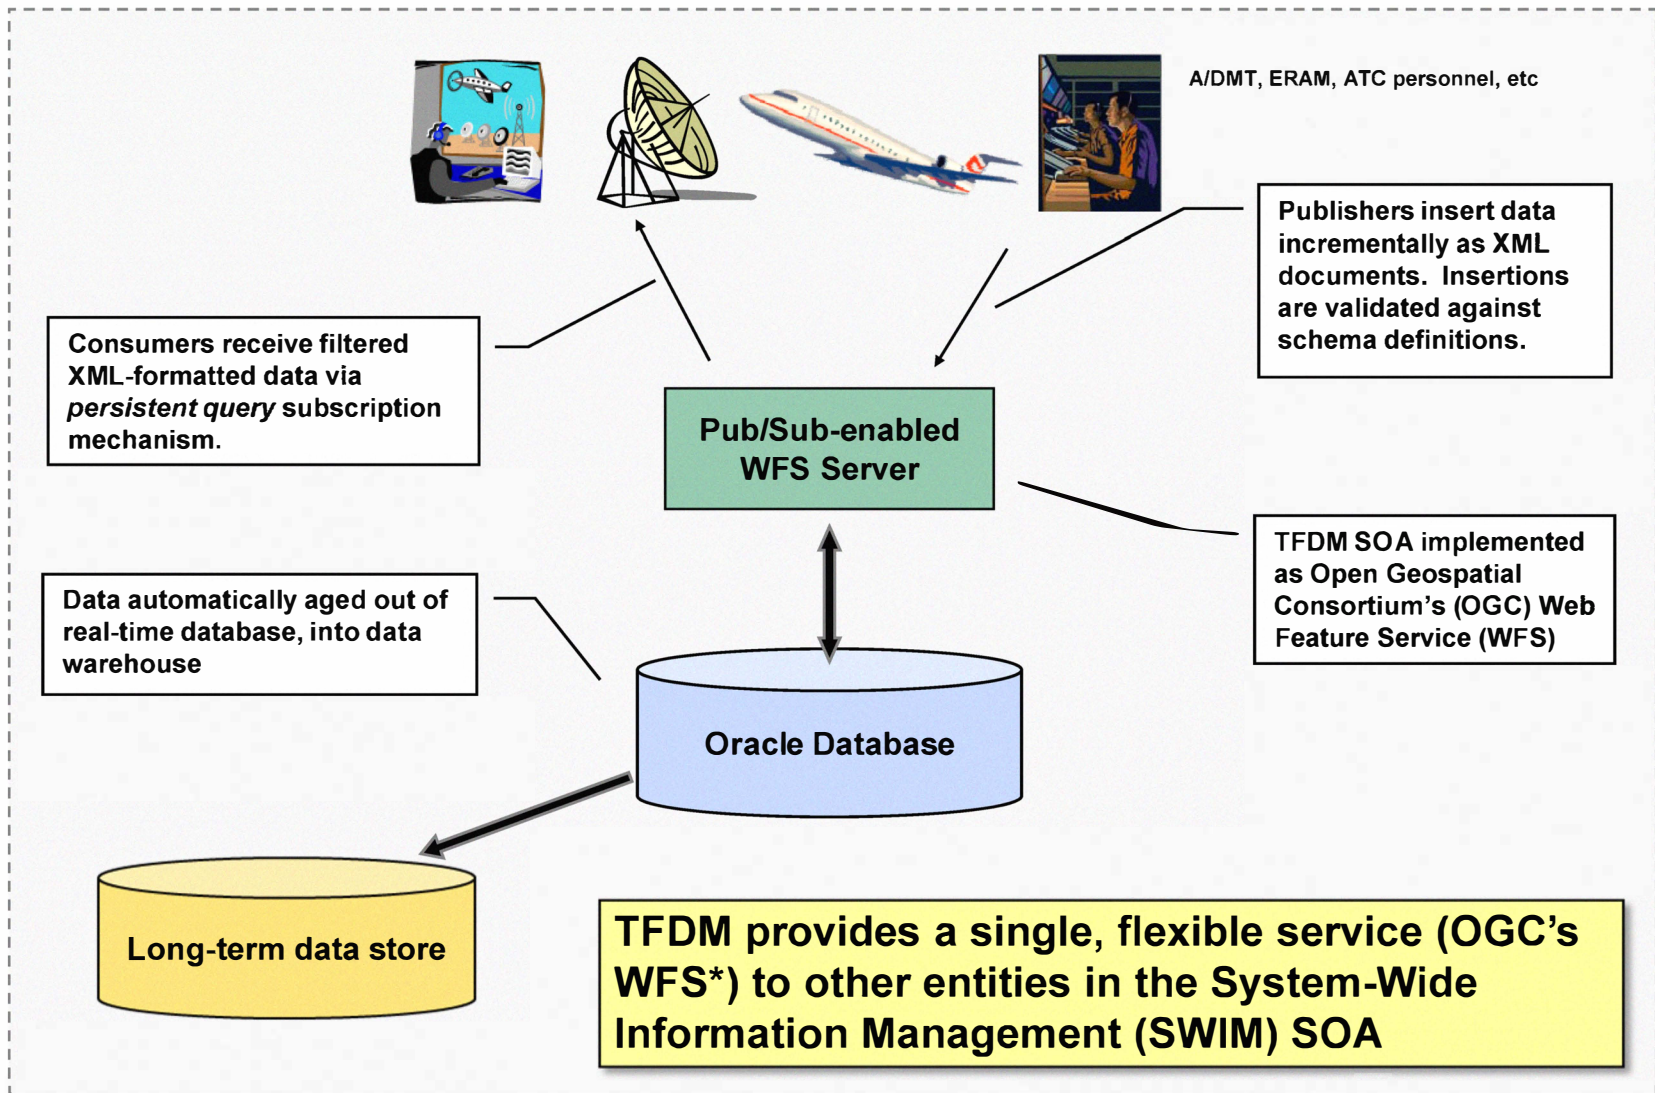 A/DMT, ERAM, ATC personnel, etc
Publishers insert data
incrementally as XML
documents.  Insertions
are validated against
schema definitions.
Consumers receive filtered
XML-formatted data via
persistent query subscription
mechanism.
Pub/Sub-enabled
WFS Server
TFDM SOA implemented
as Open Geospatial
Consortium's (OGC) Web
Feature Service (WFS)
Data automatically aged out of
real-time database, into data
warehouse
Oracle Database
Long-term data store
TFDM provides a single, flexible service (OGC's
WFS*) to other entities in the System-Wide
Information Management (SWIM) SOA